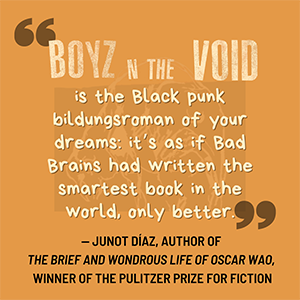 “
BOYZ N THE VOID
is the Black punk
bildungsroman of your
dreams: it's as if Bad
Brains had written the
smartest book in the
world, only better.
”
— JUNOT DÍAZ, AUTHOR OF
THE BRIEF AND WONDROUS LIFE OF OSCAR WAO,
WINNER OF THE PULITZER PRIZE FOR FICTION